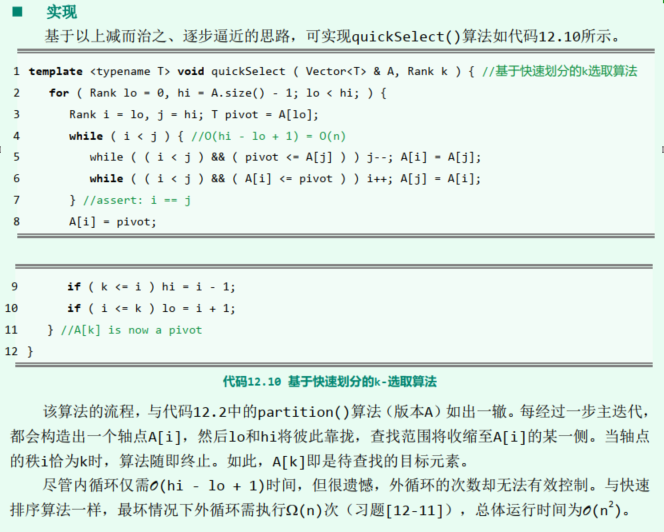 ■ 实现
基于以上减而治之、逐步逼近的思路，可实现quickSelect()算法如代码12.10所示。
1 template <typename T> void quickSelect ( Vector<T> & A, Rank k ) { //基于快速划分的k选取算法
2 for ( Rank lo = 0, hi = A.size() - 1; lo < hi; ) {
3 Rank i = lo, j = hi; T pivot = A[lo];
4 while ( i < j ) { //O(hi - lo + 1) = O(n)
5 while ( ( i < j ) && ( pivot <= A[j] ) ) j--; A[i] = A[j];
6 while ( ( i < j ) && ( A[i] <= pivot ) ) i++; A[j] = A[i];
7 } //assert: i == j
8 A[i] = pivot;
9 if ( k <= i ) hi = i - 1;
10 if ( i <= k ) lo = i + 1;
11 } //A[k] is now a pivot
12 }
代码12.10 基于快速划分的k-选取算法
该算法的流程，与代码12.2中的partition()算法（版本A）如出一辙。每经过一步主迭代，
都会构造出一个轴点A[i]，然后lo和hi将彼此靠拢，查找范围将收缩至A[i]的某一侧。当轴点
的秩i恰为k时，算法随即终止。如此，A[k]即是待查找的目标元素。
尽管内循环仅需O(hi - lo + 1)时间，但很遗憾，外循环的次数却无法有效控制。与快速
排序算法一样，最坏情况下外循环需执行Ω(n)次（习题[12-11]），总体运行时间为O(n²)。